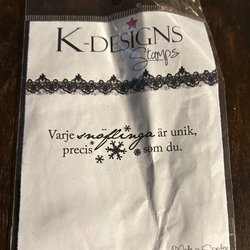 K-Designs
Stamps
Varje snöflinga är unik,
precis som du.